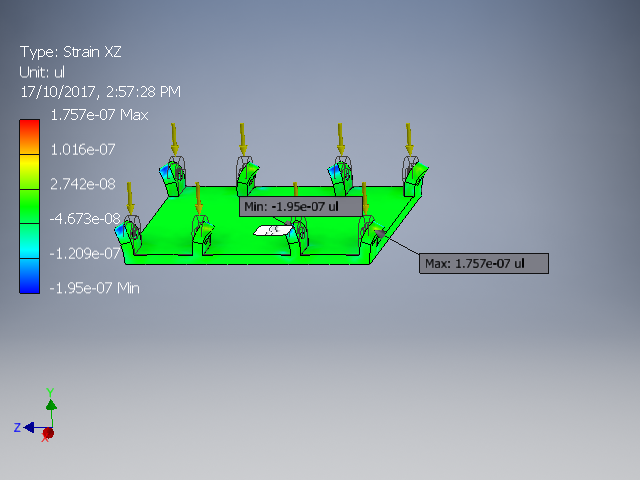 Type: Strain XZ
Unit: ul
17/10/2017, 2:57:28 PM
1.757e-07 Max
1.016e-07
2.742e-08
-4.673e-08
-1.209e-07
-1.95e-07 Min
Min: -1.95e-07 ul
Max: 1.757e-07 ul
Y
Z
X